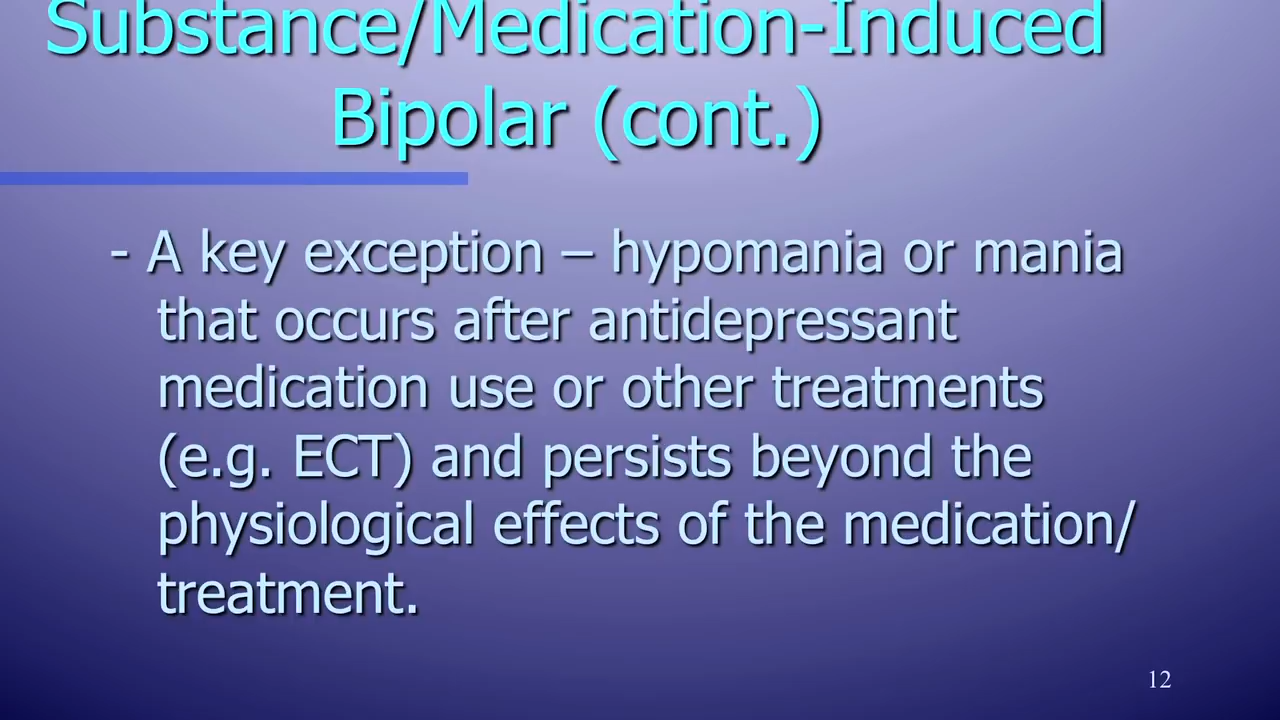 Substance/Medication-Induced
Bipolar (cont.)
- A key exception – hypomania or mania
that occurs after antidepressant
medication use or other treatments
(e.g. ECT) and persists beyond the
physiological effects of the medication/
treatment.
12